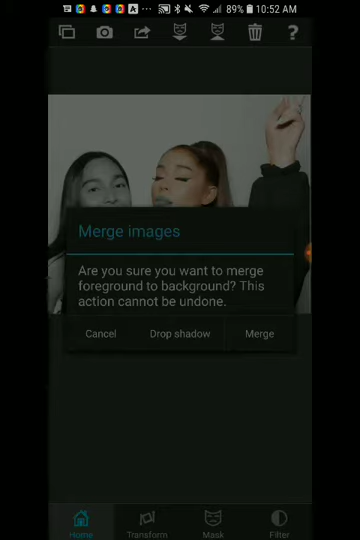 89% 10:52 AM
?
Merge images
Are you sure you want to merge
foreground to background? This
action cannot be undone.
Cancel Drop shadow Merge
Home Transform Mask Filter